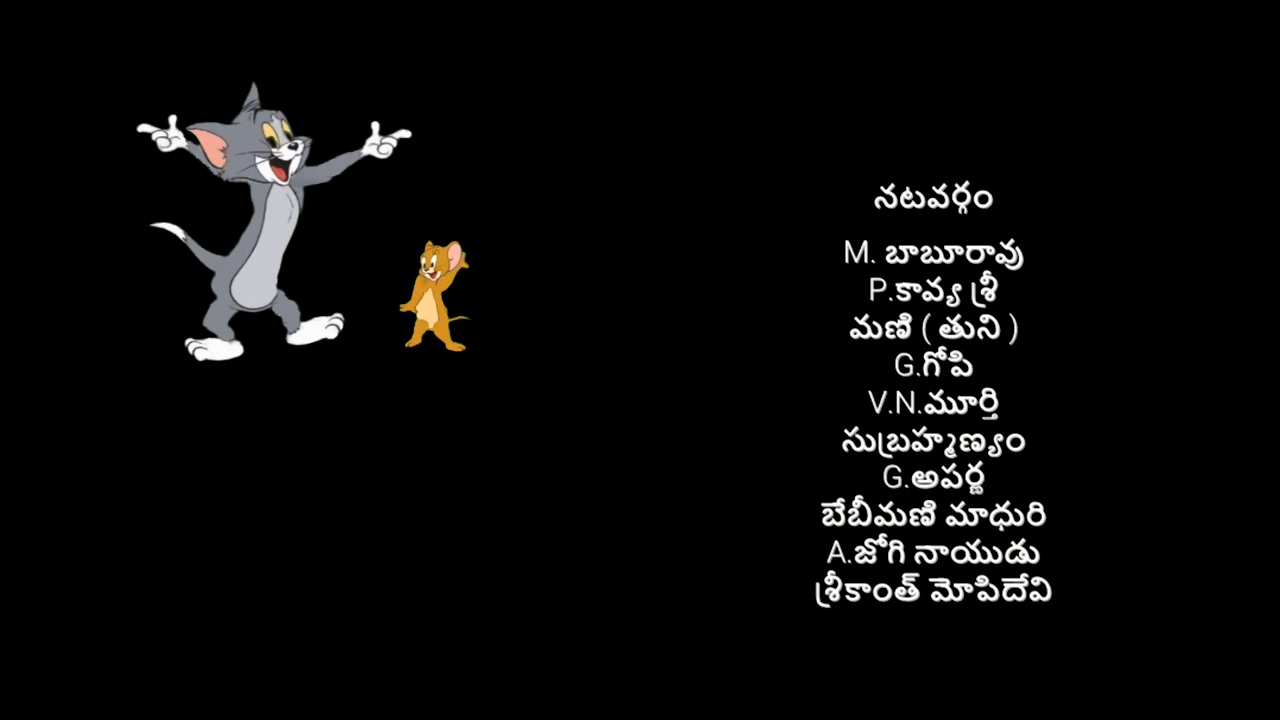 నటవర్గం
M. బాబూరావు
P.కావ్య శ్రీ
మణి ( తుని )
G.గోపి
V.N.మూర్తి
సుబ్రహ్మణ్యం
G.అపర్ణ
బేబీమణి మాధురి
A.జోగి నాయుడు
శ్రీకాంత్ మోపిదేవి